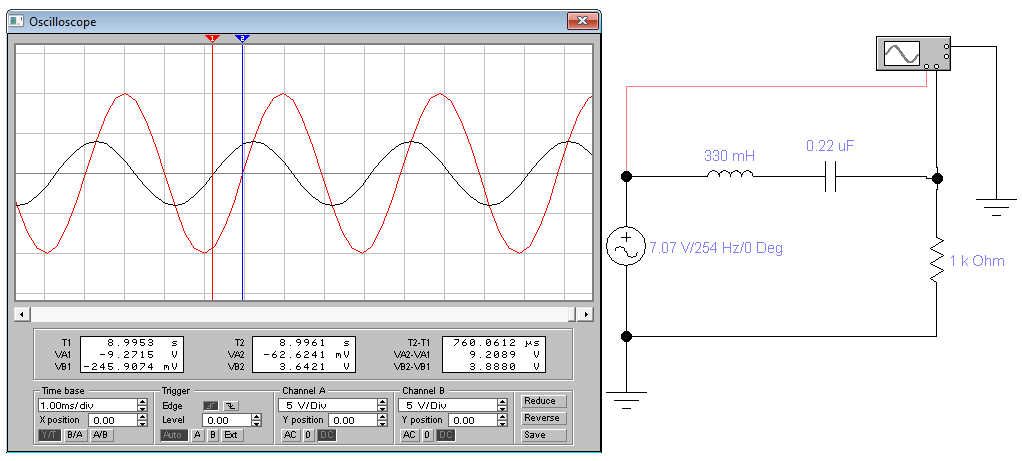 Oscilloscope
1 2
T1 8.9953 s T2 8.9961 s T2-T1 760.0612 µs
VA1 -9.2715 V VA2 -62.6241 mV VA2-VA1 9.2089 V
VB1 -245.9074 mV VB2 3.6421 V VB2-VB1 3.8880 V
Time base Trigger Channel A Channel B
1.00ms/div Edge 5 V/Div 5 V/Div Reduce
X position 0.00 Level 0.00 Y position 0.00 Y position 0.00 Reverse
Y/T B/A A/B Auto A B Ext AC 0 DC AC 0 DC Save
330 mH
0.22 uF
7.07 V/254 Hz/0 Deg
1 k Ohm